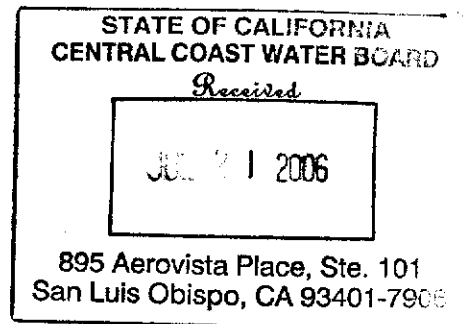 STATE OF CALIFORNIA
CENTRAL COAST WATER BOARD
Received
1 2006
895 Aerovista Place, Ste. 101
San Luis Obispo, CA 93401-7906